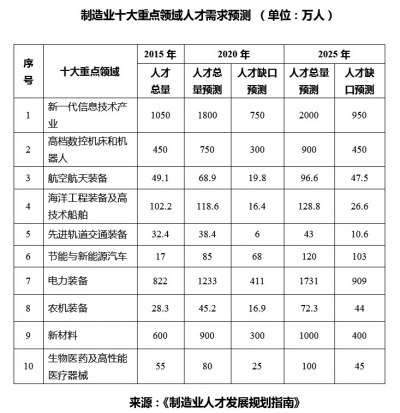 制造业十大重点领域人才需求预测 （单位：万人）
序号 十大重点领域 2015 年 2020 年 2025 年
人才总量 人才总量预测 人才缺口预测 人才总量预测 人才缺口预测
1 新一代信息技术产业 1050 1800 750 2000 950
2 高档数控机床和机器人 450 750 300 900 450
3 航空航天装备 49.1 68.9 19.8 96.6 47.5
4 海洋工程装备及高技术船舶 102.2 118.6 16.4 128.8 26.6
5 先进轨道交通装备 32.4 38.4 6 43 10.6
6 节能与新能源汽车 17 85 68 120 103
7 电力装备 822 1233 411 1731 909
8 农机装备 28.3 45.2 16.9 72.3 44
9 新材料 600 900 300 1000 400
10 生物医药及高性能医疗器械 55 80 25 100 45
来源：《制造业人才发展规划指南》